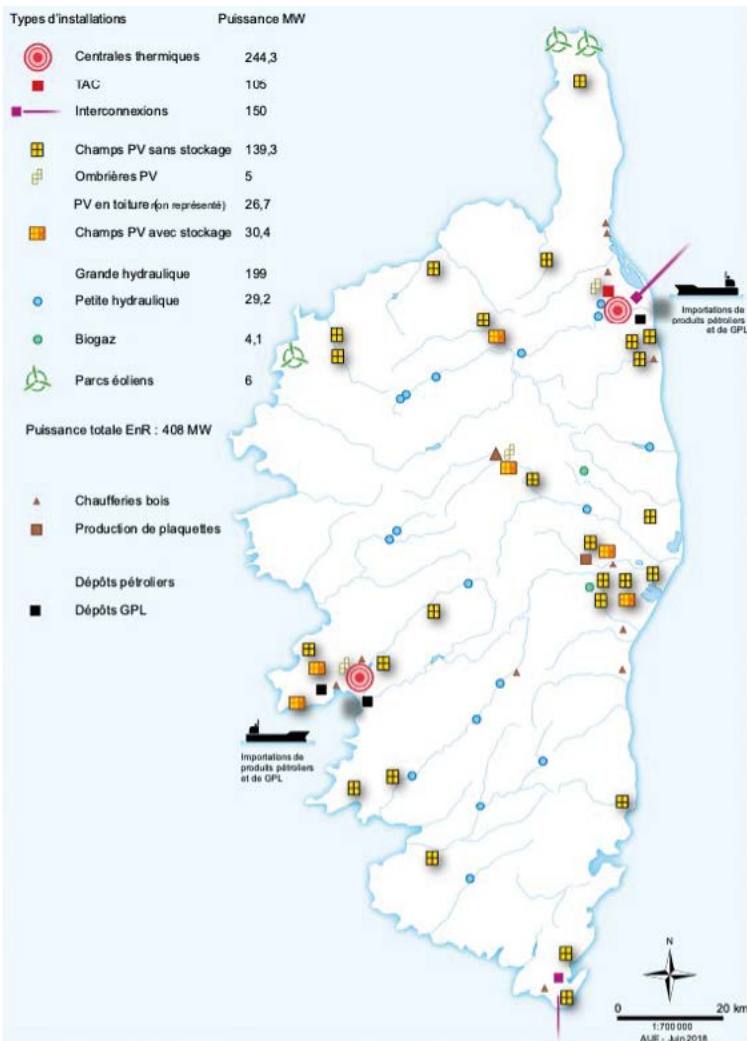 Types d'installations Puissance MW
Centrales thermiques 244,3
TAC 105
Interconnexions 150
Champs PV sans stockage 139,3
Ombrières PV 5
PV en toiture (non représenté) 26,7
Champs PV avec stockage 30,4
Grande hydraulique 199
Petite hydraulique 29,2
Biogaz 4,1
Parcs éoliens 6
Puissance totale EnR : 408 MW
Chaufferies bois
Production de plaquettes
Dépôts pétroliers
Dépôts GPL
Importations de
produits pétroliers
et de GPL
Importations de
produits pétroliers
et de GPL
N
0 20 km
1:700 000
AUE - Juin 2018